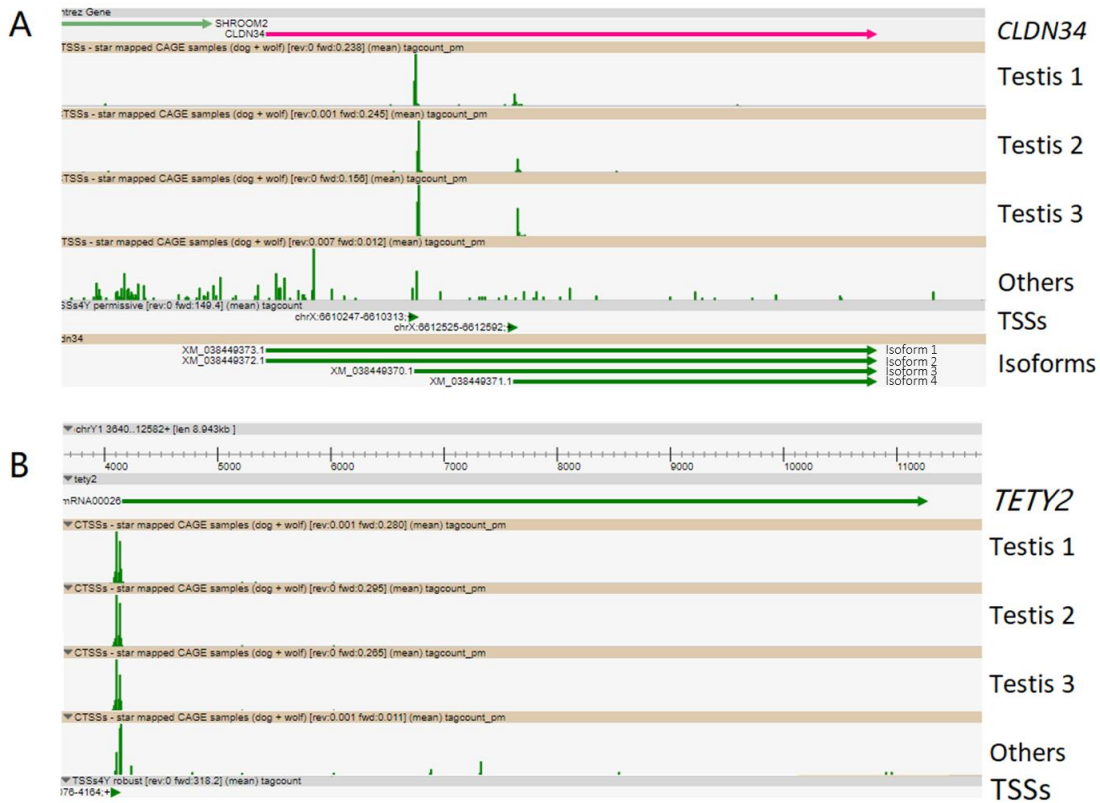 A
ntrez Gene
SHROOM2
CLDN34
CLDN34
TSSs - star mapped CAGE samples (dog + wolf) [rev:0 fwd:0.238] (mean) tagcount_pm
Testis 1
CTSSs - star mapped CAGE samples (dog + wolf) [rev:0.001 fwd:0.245] (mean) tagcount_pm
Testis 2
CTSSs - star mapped CAGE samples (dog + wolf) [rev:0 fwd:0.156] (mean) tagcount_pm
Testis 3
TSSs - star mapped CAGE samples (dog + wolf) [rev:0.007 fwd:0.012] (mean) tagcount_pm
Others
SSs4Y permissive [rev:0 fwd:149.4] (mean) tagcount
chrX:6610247-6610313;+
TSSs
chrX:6612525-6612592;+
dn34
XM_038449373.1 Isoform 1
XM_038449372.1 Isoform 2
Isoforms
XM_038449370.1 Isoform 3
XM_038449371.1 Isoform 4
B
chrY1 3640..12582+ [len 8.943kb ]
4000 5000 6000 7000 8000 9000 10000 11000
tety2
mRNA00026
TETY2
CTSSs - star mapped CAGE samples (dog + wolf) [rev:0.001 fwd:0.280] (mean) tagcount_pm
Testis 1
CTSSs - star mapped CAGE samples (dog + wolf) [rev:0 fwd:0.295] (mean) tagcount_pm
Testis 2
CTSSs - star mapped CAGE samples (dog + wolf) [rev:0 fwd:0.265] (mean) tagcount_pm
Testis 3
CTSSs - star mapped CAGE samples (dog + wolf) [rev:0.001 fwd:0.011] (mean) tagcount_pm
Others
TSSs4Y robust [rev:0 fwd:318.2] (mean) tagcount
076-4164;+
TSSs